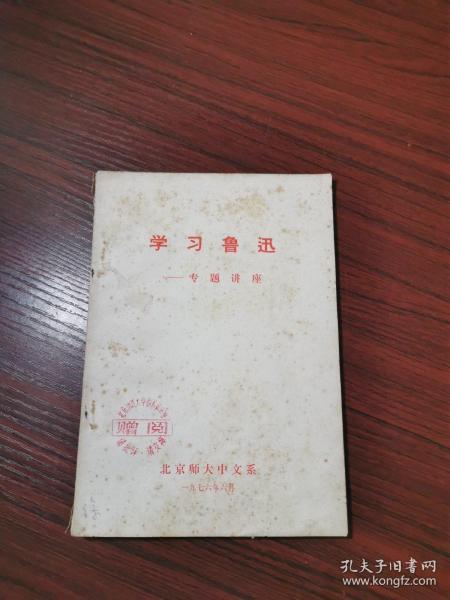 学习鲁迅
——专题讲座
赠阅
北京师大中文系
一九七六年六月
孔夫子旧书网
www.kongfz.com